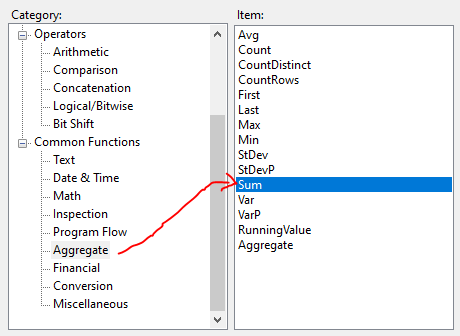 Category:
Operators
Arithmetic
Comparison
Concatenation
Logical/Bitwise
Bit Shift
Common Functions
Text
Date & Time
Math
Inspection
Program Flow
Aggregate
Financial
Conversion
Miscellaneous
Item:
Avg
Count
CountDistinct
CountRows
First
Last
Max
Min
StDev
StDevP
Sum
Var
VarP
RunningValue
Aggregate